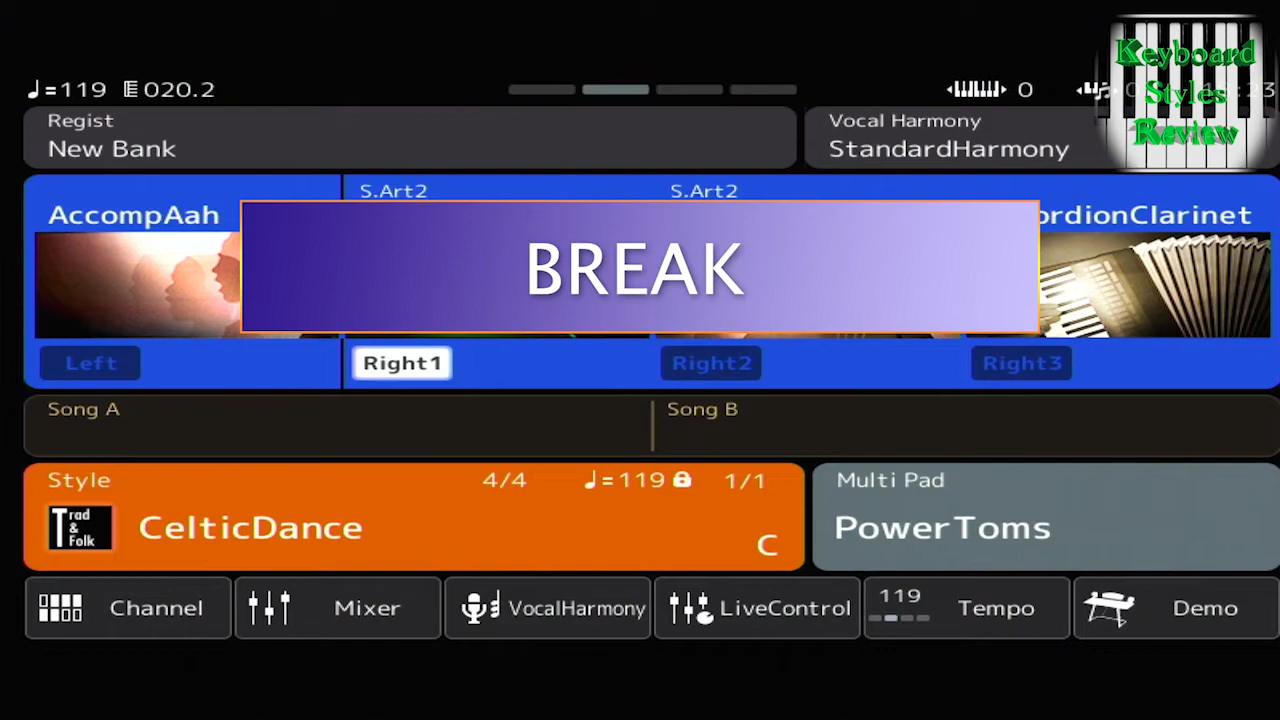 ♩=119 020.2
0
:23
Keyboard
Styles
Review
Regist
New Bank
Vocal Harmony
StandardHarmony
AccompAah
S.Art2
S.Art2
ordionClarinet
BREAK
Left
Right1
Right2
Right3
Song A
Song B
Style
4/4 ♩=119 1/1
Trad
&
Folk
CelticDance
C
Multi Pad
PowerToms
Channel
Mixer
VocalHarmony
LiveControl
119
Tempo
Demo